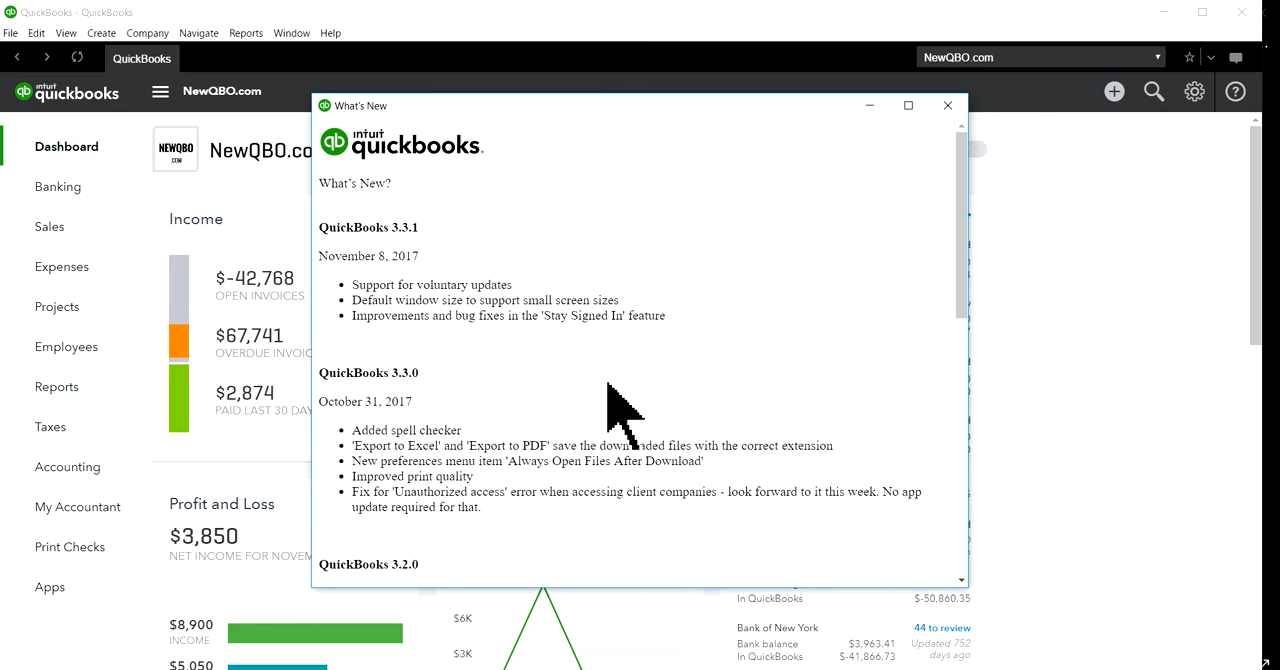 QuickBooks - QuickBooks
File Edit View Create Company Navigate Reports Window Help
QuickBooks
NewQBO.com
intuit quickbooks
NewQBO.com
Dashboard
Banking
Sales
Expenses
Projects
Employees
Reports
Taxes
Accounting
My Accountant
Print Checks
Apps
NEWQBO
.COM
NewQBO.co
Income
$-42,768
OPEN INVOICES
$67,741
OVERDUE INVOIC
$2,874
PAID LAST 30 DAY
Profit and Loss
$3,850
NET INCOME FOR NOVEM
$8,900
INCOME
$5,050
What's New
intuit
quickbooks.
What's New?
QuickBooks 3.3.1
November 8, 2017
• Support for voluntary updates
• Default window size to support small screen sizes
• Improvements and bug fixes in the 'Stay Signed In' feature
QuickBooks 3.3.0
October 31, 2017
• Added spell checker
• 'Export to Excel' and 'Export to PDF' save the downloaded files with the correct extension
• New preferences menu item 'Always Open Files After Download'
• Improved print quality
• Fix for 'Unauthorized access' error when accessing client companies - look forward to it this week. No app
update required for that.
QuickBooks 3.2.0
$6K
$3K
In QuickBooks $-50,860.35
Bank of New York 44 to review
Bank balance $3,963.41 Updated 752
In QuickBooks $-41,866.73 days ago